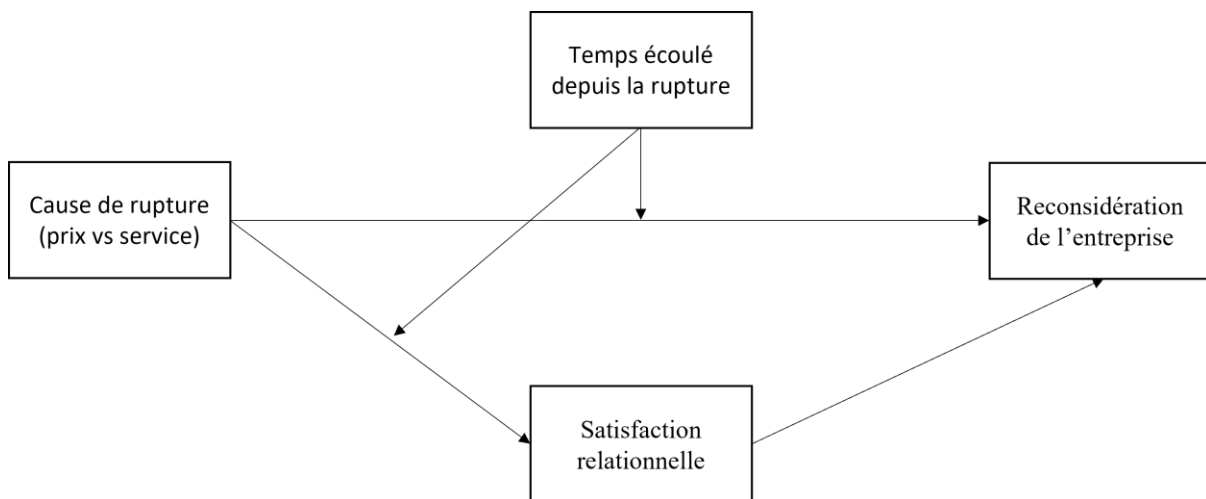 Temps écoulé
depuis la rupture
Cause de rupture
(prix vs service)
Reconsidération
de l’entreprise
Satisfaction
relationnelle